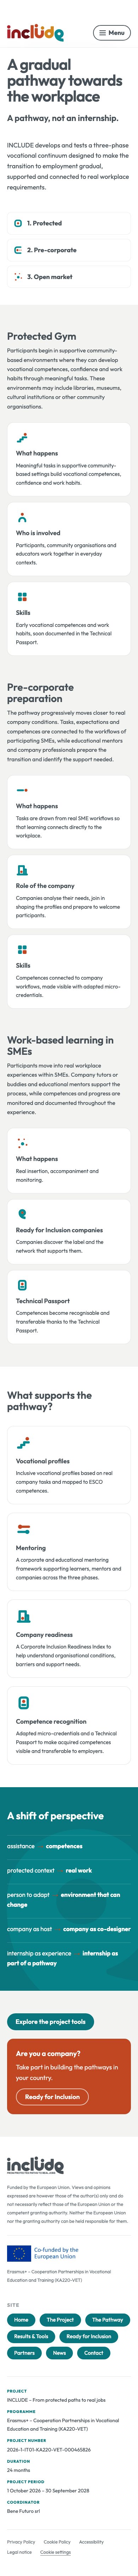 include
Menu
A gradual
pathway towards
the workplace
A pathway, not an internship.
INCLUDE develops and tests a three-phase
vocational continuum designed to make the
transition to employment gradual,
supported and connected to real workplace
requirements.
1. Protected
2. Pre-corporate
3. Open market
Protected Gym
Participants begin in supportive community-
based environments where they can develop
vocational competences, confidence and work
habits through meaningful tasks. These
environments may include libraries, museums,
cultural institutions or other community
organisations.
What happens
Meaningful tasks in supportive community-
based settings build vocational competences,
confidence and work habits.
Who is involved
Participants, community organisations and
educators work together in everyday
contexts.
Skills
Early vocational competences and work
habits, soon documented in the Technical
Passport.
Pre-corporate
preparation
The pathway progressively moves closer to real
company conditions. Tasks, expectations and
competences are connected to the workflows of
participating SMEs, while educational mentors
and company professionals prepare the
transition and identify the support needed.
What happens
Tasks are drawn from real SME workflows so
that learning connects directly to the
workplace.
Role of the company
Companies analyse their needs, join in
shaping the profiles and prepare to welcome
participants.
Skills
Competences connected to company
workflows, made visible with adapted micro-
credentials.
Work-based learning in
SMEs
Participants move into real workplace
experiences within SMEs. Company tutors or
buddies and educational mentors support the
process, while competences and progress are
monitored and documented throughout the
experience.
What happens
Real insertion, accompaniment and
monitoring.
Ready for Inclusion companies
Companies discover the label and the
network that supports them.
Technical Passport
Competences become recognisable and
transferable thanks to the Technical
Passport.
What supports the
pathway?
Vocational profiles
Inclusive vocational profiles based on real
company tasks and mapped to ESCO
competences.
Mentoring
A corporate and educational mentoring
framework supporting learners, mentors and
companies across the three phases.
Company readiness
A Corporate Inclusion Readiness Index to
help understand organisational conditions,
barriers and support needs.
Competence recognition
Adapted micro-credentials and a Technical
Passport to make acquired competences
visible and transferable to employers.
A shift of perspective
assistance → competences
protected context → real work
person to adapt → environment that can
change
company as host → company as co-designer
internship as experience → internship as
part of a pathway
Explore the project tools
Are you a company?
Take part in building the pathways in
your country.
Ready for Inclusion
include
Funded by the European Union. Views and opinions
expressed are however those of the author(s) only and do
not necessarily reflect those of the European Union or the
competent granting authority. Neither the European Union
nor the granting authority can be held responsible for them.
Co-funded by the
European Union
Erasmus+ – Cooperation Partnerships in Vocational
Education and Training (KA220-VET)
SITE
Home
The Project
The Pathway
Results & Tools
Ready for Inclusion
Partners
News
Contact
PROJECT
INCLUDE – From protected paths to real jobs
PROGRAMME
Erasmus+ – Cooperation Partnerships in Vocational
Education and Training (KA220-VET)
PROJECT NUMBER
2026-1-IT01-KA220-VET-000465826
DURATION
24 months
PROJECT PERIOD
1 October 2026 – 30 September 2028
COORDINATOR
Bene Futuro srl
Privacy Policy Cookie Policy Accessibility
Legal notice Cookie settings